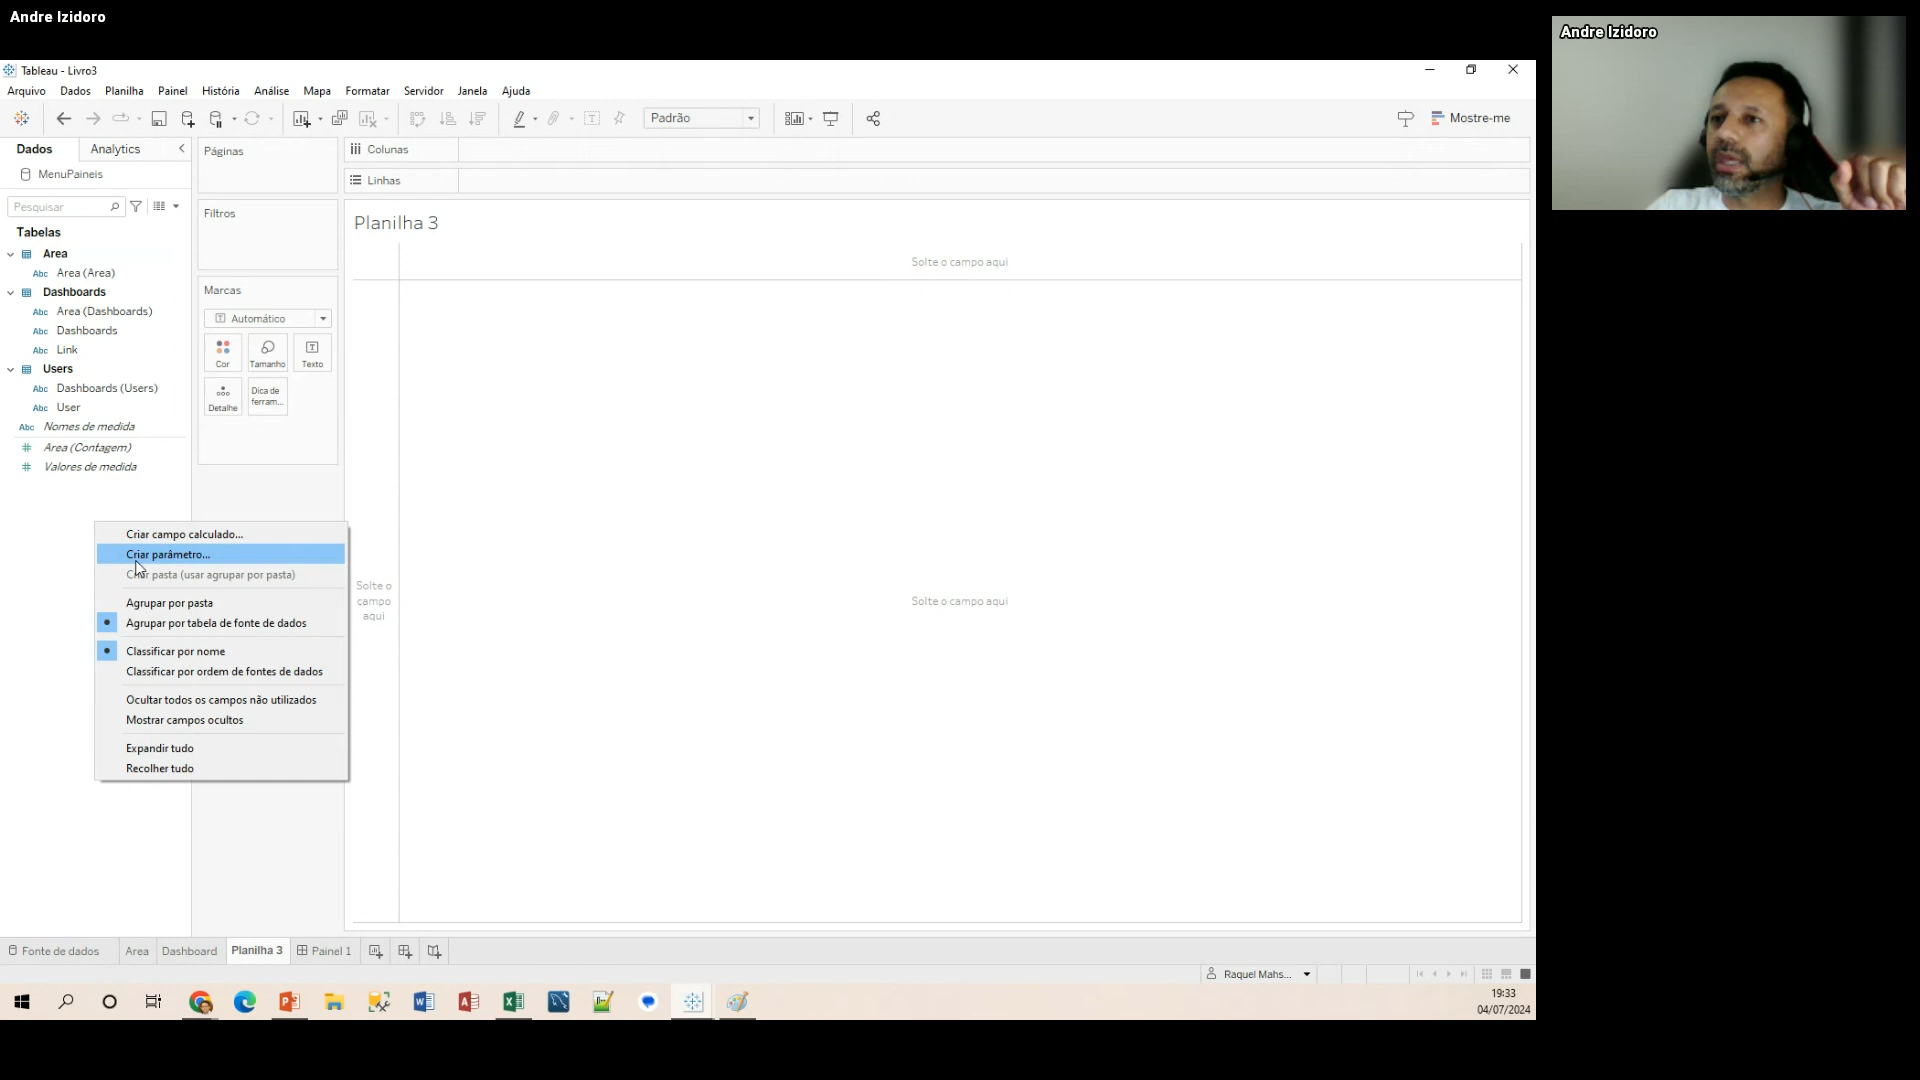 Andre Izidoro
Andre Izidoro
Tableau - Livro3
Arquivo Dados Planilha Painel História Análise Mapa Formatar Servidor Janela Ajuda
Padrão
Mostre-me
Dados Analytics
MenuPaineis
Pesquisar
Tabelas
Area
Abc Area (Area)
Dashboards
Abc Area (Dashboards)
Abc Dashboards
Abc Link
Users
Abc Dashboards (Users)
Abc User
Abc Nomes de medida
# Area (Contagem)
# Valores de medida
Páginas
Filtros
Marcas
Automático
Cor Tamanho Texto
Detalhe
Dica de
ferram...
Colunas
Linhas
Planilha 3
Solte o campo aqui
Solte o
campo
aqui
Solte o campo aqui
Criar campo calculado...
Criar parâmetro...
Criar pasta (usar agrupar por pasta)
Agrupar por pasta
Agrupar por tabela de fonte de dados
Classificar por nome
Classificar por ordem de fontes de dados
Ocultar todos os campos não utilizados
Mostrar campos ocultos
Expandir tudo
Recolher tudo
Fonte de dados Area Dashboard Planilha 3 Painel 1
Raquel Mahs...
19:33
04/07/2024